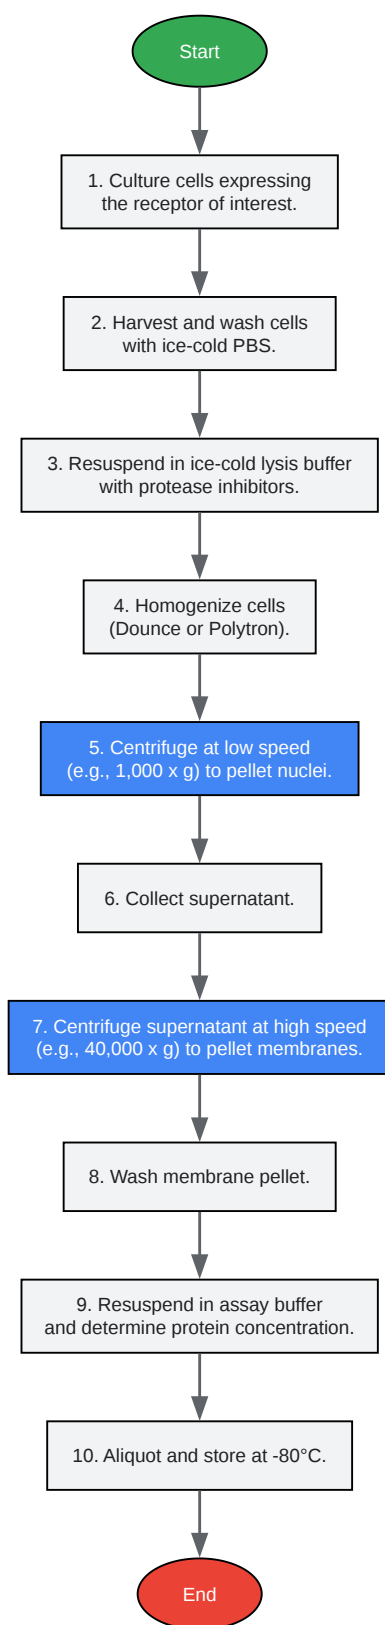 Start
1. Culture cells expressing
the receptor of interest.
2. Harvest and wash cells
with ice-cold PBS.
3. Resuspend in ice-cold lysis buffer
with protease inhibitors.
4. Homogenize cells
(Dounce or Polytron).
5. Centrifuge at low speed
(e.g., 1,000 x g) to pellet nuclei.
6. Collect supernatant.
7. Centrifuge supernatant at high speed
(e.g., 40,000 x g) to pellet membranes.
8. Wash membrane pellet.
9. Resuspend in assay buffer
and determine protein concentration.
10. Aliquot and store at -80°C.
End